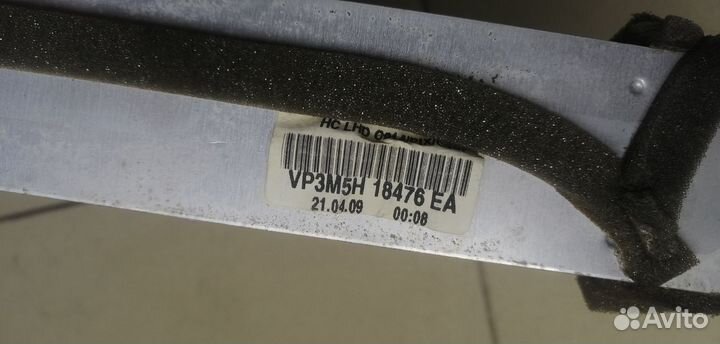 HC LHD
VP3M5H 18476 EA
21.04.09 00:08
Avito